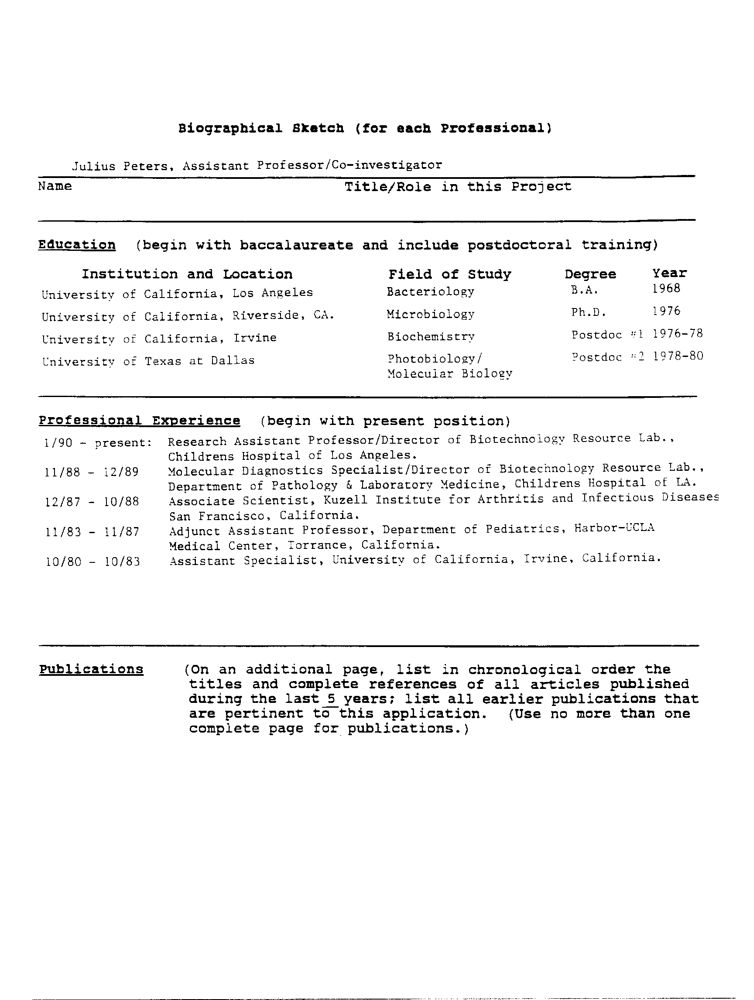 Biographical Sketch (for each Professional)
Julius Peters, Assistant Professor/Co-investigator
Name Title/Role in this Project
Education (begin with baccalaureate and include postdoctoral training)
Institution and Location Field of Study Degree Year
University of California, Los Angeles Bacteriology B.A. 1968
University of California, Riverside, CA. Microbiology Ph.D. 1976
University of California, Irvine Biochemistry Postdoc #1 1976-78
University of Texas at Dallas Photobiology/ Postdoc #2 1978-80
Molecular Biology
Professional Experience (begin with present position)
1/90 - present: Research Assistant Professor/Director of Biotechnology Resource Lab.,
Childrens Hospital of Los Angeles.
11/88 - 12/89 Molecular Diagnostics Specialist/Director of Biotechnology Resource Lab.,
Department of Pathology & Laboratory Medicine, Childrens Hospital of LA.
12/87 - 10/88 Associate Scientist, Kuzell Institute for Arthritis and Infectious Diseases
San Francisco, California.
11/83 - 11/87 Adjunct Assistant Professor, Department of Pediatrics, Harbor-UCLA
Medical Center, Torrance, California.
10/80 - 10/83 Assistant Specialist, University of California, Irvine, California.
Publications (On an additional page, list in chronological order the
titles and complete references of all articles published
during the last 5 years; list all earlier publications that
are pertinent to this application. (Use no more than one
complete page for publications.)